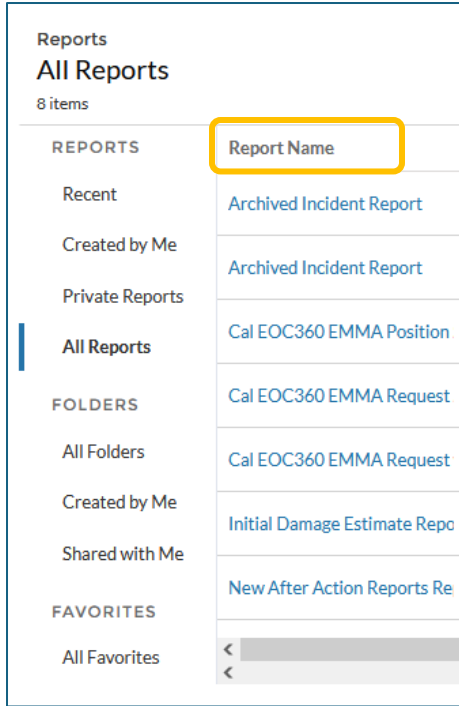 Reports
All Reports
8 items
REPORTS
Recent
Created by Me
Private Reports
All Reports
FOLDERS
All Folders
Created by Me
Shared with Me
FAVORITES
All Favorites
Report Name
Archived Incident Report
Archived Incident Report
Cal EOC360 EMMA Position
Cal EOC360 EMMA Request
Cal EOC360 EMMA Request
Initial Damage Estimate Repo
New After Action Reports Re